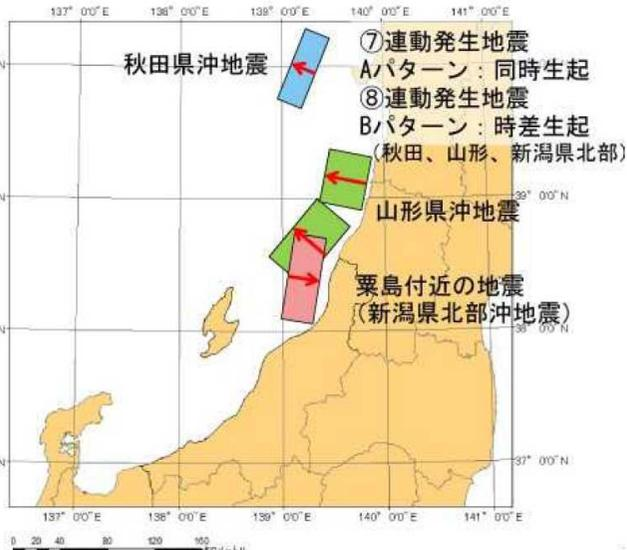 137° 0'0"E
138° 0'0"E
139° 0'0"E
140° 0'0"E
141° 0'0"E
秋田県沖地震
⑦連動発生地震
Aパターン：同時生起
⑧連動発生地震
Bパターン：時差生起
（秋田、山形、新潟県北部）
39° 0'0"N
山形県沖地震
粟島付近の地震
（新潟県北部沖地震）
38° 0'0"N
37° 0'0"N
137° 0'0"E
138° 0'0"E
139° 0'0"E
140° 0'0"E
141° 0'0"E
0 20 40 80 120 160